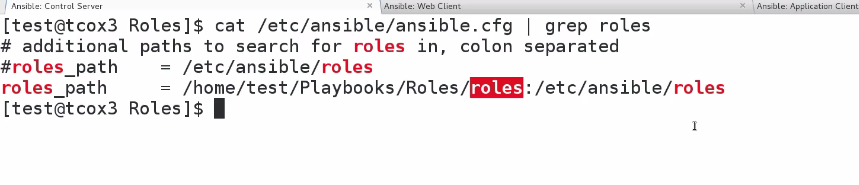 Ansible: Control Server × Ansible: Web Client × Ansible: Application Client
[test@tcox3 Roles]$ cat /etc/ansible/ansible.cfg | grep roles
# additional paths to search for roles in, colon separated
#roles_path    = /etc/ansible/roles
roles_path     = /home/test/Playbooks/Roles/roles:/etc/ansible/roles
[test@tcox3 Roles]$